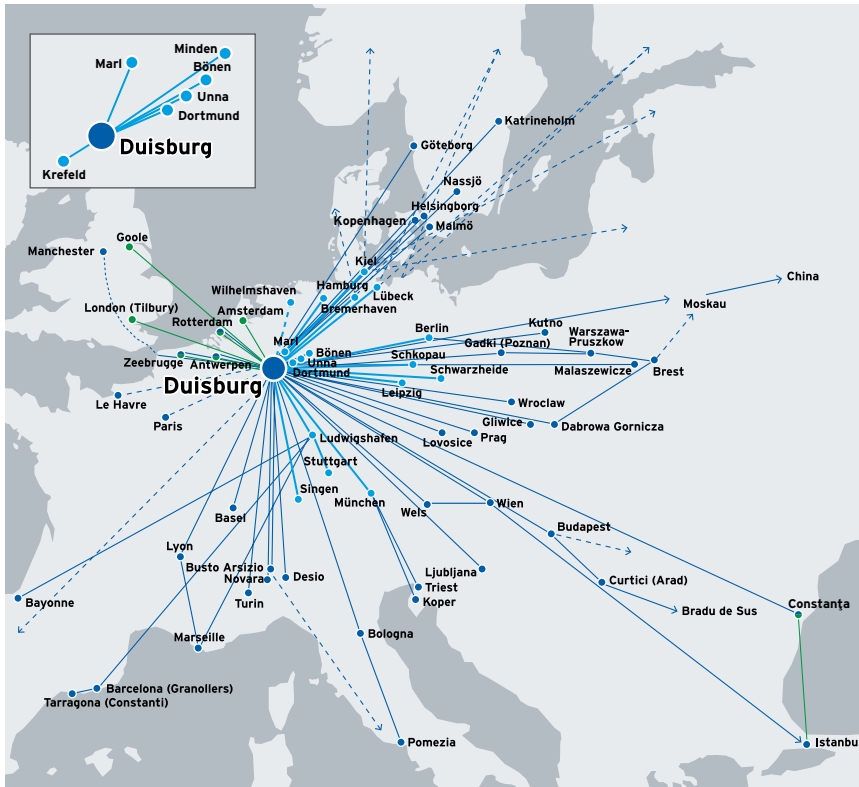 Minden
Marl
Bönen
Unna
Dortmund
Duisburg
Krefeld
Katrineholm
Göteborg
Nassjö
Helsingborg
Kopenhagen
Malmö
Goole
Manchester
Kiel
China
Wilhelmshaven
Hamburg
Lübeck
Moskau
London (Tilbury)
Amsterdam
Bremerhaven
Rotterdam
Berlin
Kutno
Warszawa-
Pruszkow
Marl
Gadki (Poznan)
Bönen
Schkopau
Zeebrugge
Antwerpen
Unna
Dortmund
Schwarzheide
Malaszewicze
Brest
Duisburg
Leipzig
Le Havre
Wroclaw
Paris
Gliwice
Dabrowa Gornicza
Ludwigshafen
Lovosice
Prag
Stuttgart
Singen
München
Wels
Wien
Basel
Budapest
Lyon
Busto Arsizio
Novara
Desio
Ljubljana
Triest
Curtici (Arad)
Turin
Koper
Bayonne
Constanţa
Bradu de Sus
Marseille
Bologna
Barcelona (Granollers)
Tarragona (Constanti)
Pomezia
Istanbu